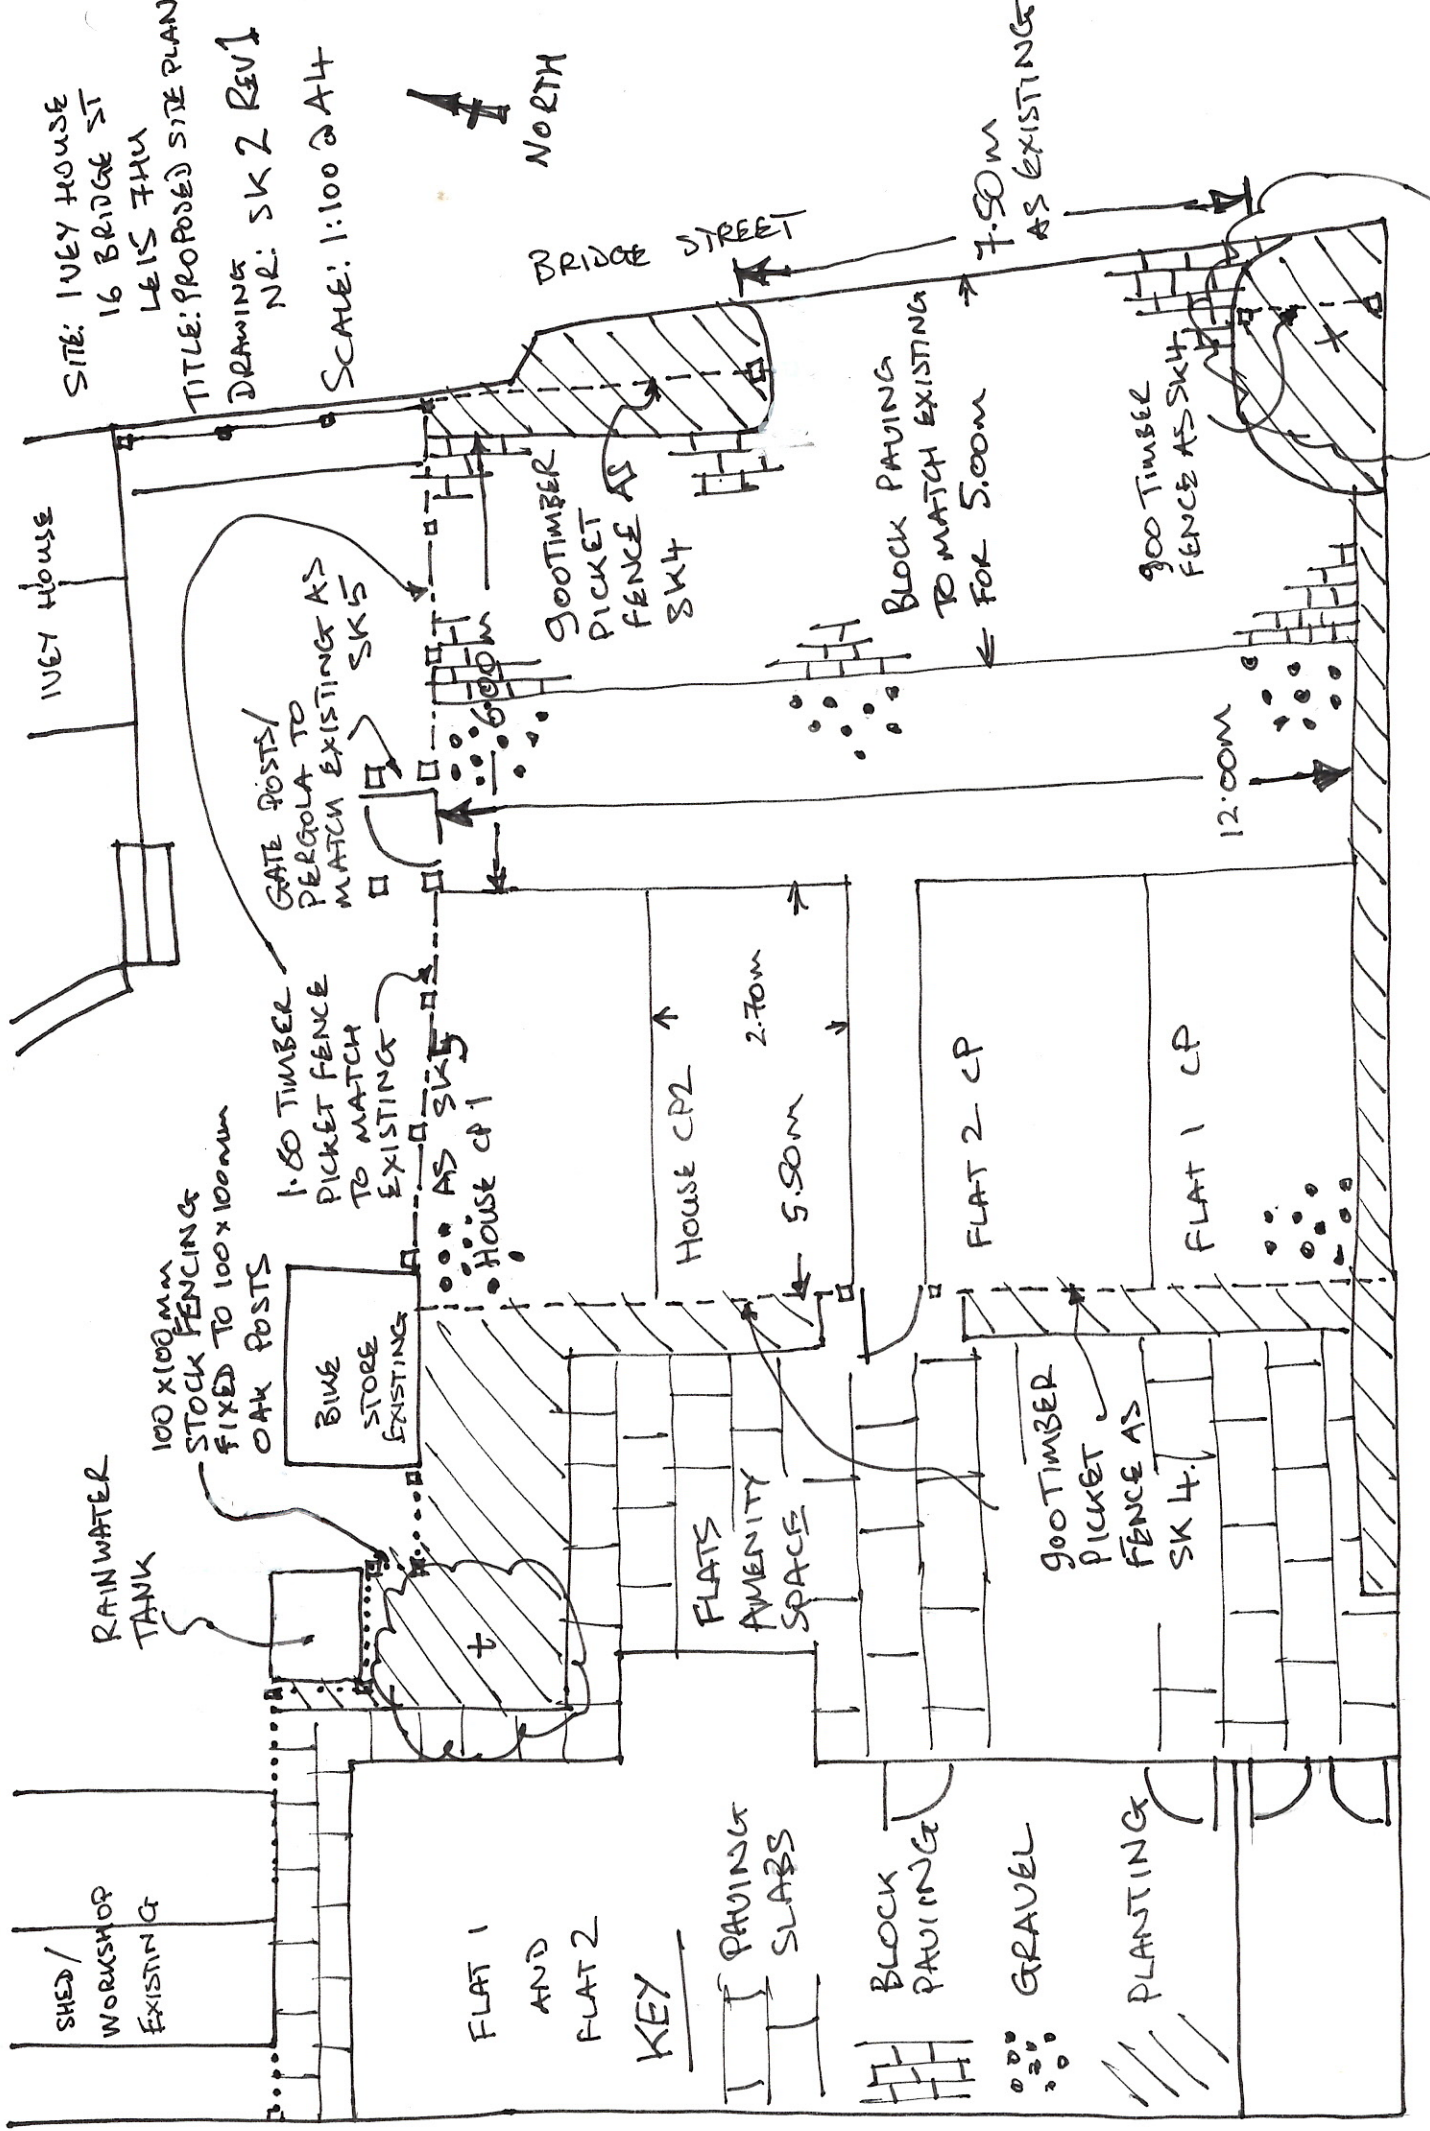 SITE: IVEY HOUSE
16 BRIDGE ST
LE15 7HU
TITLE: PROPOSED SITE PLAN
DRAWING
NR: SK2 REV1
SCALE: 1:100@A4
NORTH
IVEY HOUSE
BRIDGE STREET
7.50m
AS EXISTING
GATE POSTS/
PERGOLA TO
MATCH EXISTING AS
SK5
900 TIMBER
PICKET
FENCE AS
SK4
6.00m
BLOCK PAVING
TO MATCH EXISTING
FOR 5.00m
900 TIMBER
FENCE AS SK4
12.00m
1.80 TIMBER
PICKET FENCE
TO MATCH
EXISTING
AS SK5
HOUSE CP1
HOUSE CP2
2.70m
5.50m
FLAT 2 CP
FLAT 1 CP
100x100mm
STOCK FENCING
FIXED TO 100x100mm
OAK POSTS
BIKE
STORE
EXISTING
RAINWATER
TANK
FLATS
AMENITY
SPACE
900 TIMBER
PICKET
FENCE AS
SK4.
SHED/
WORKSHOP
EXISTING
FLAT 1
AND
FLAT 2
KEY
PAVING
SLABS
BLOCK
PAVING
GRAVEL
PLANTING